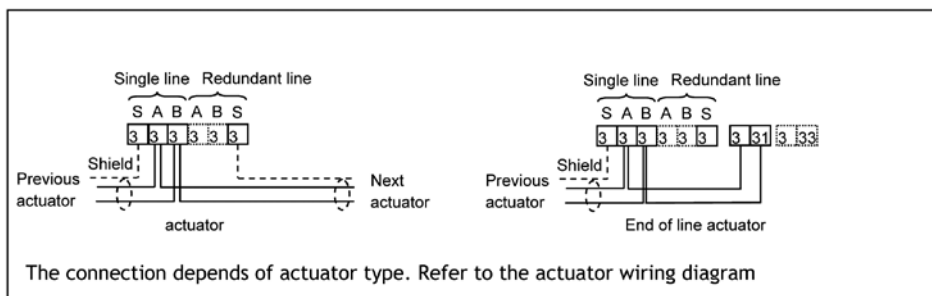 Single line Redundant line
S A B A B S
3 3 3 3 3 3
Shield
Previous actuator
Next actuator
actuator
Single line Redundant line
S A B A B S
3 3 3 3 3 3 3 31 3 33
Shield
Previous actuator
End of line actuator
The connection depends of actuator type. Refer to the actuator wiring diagram